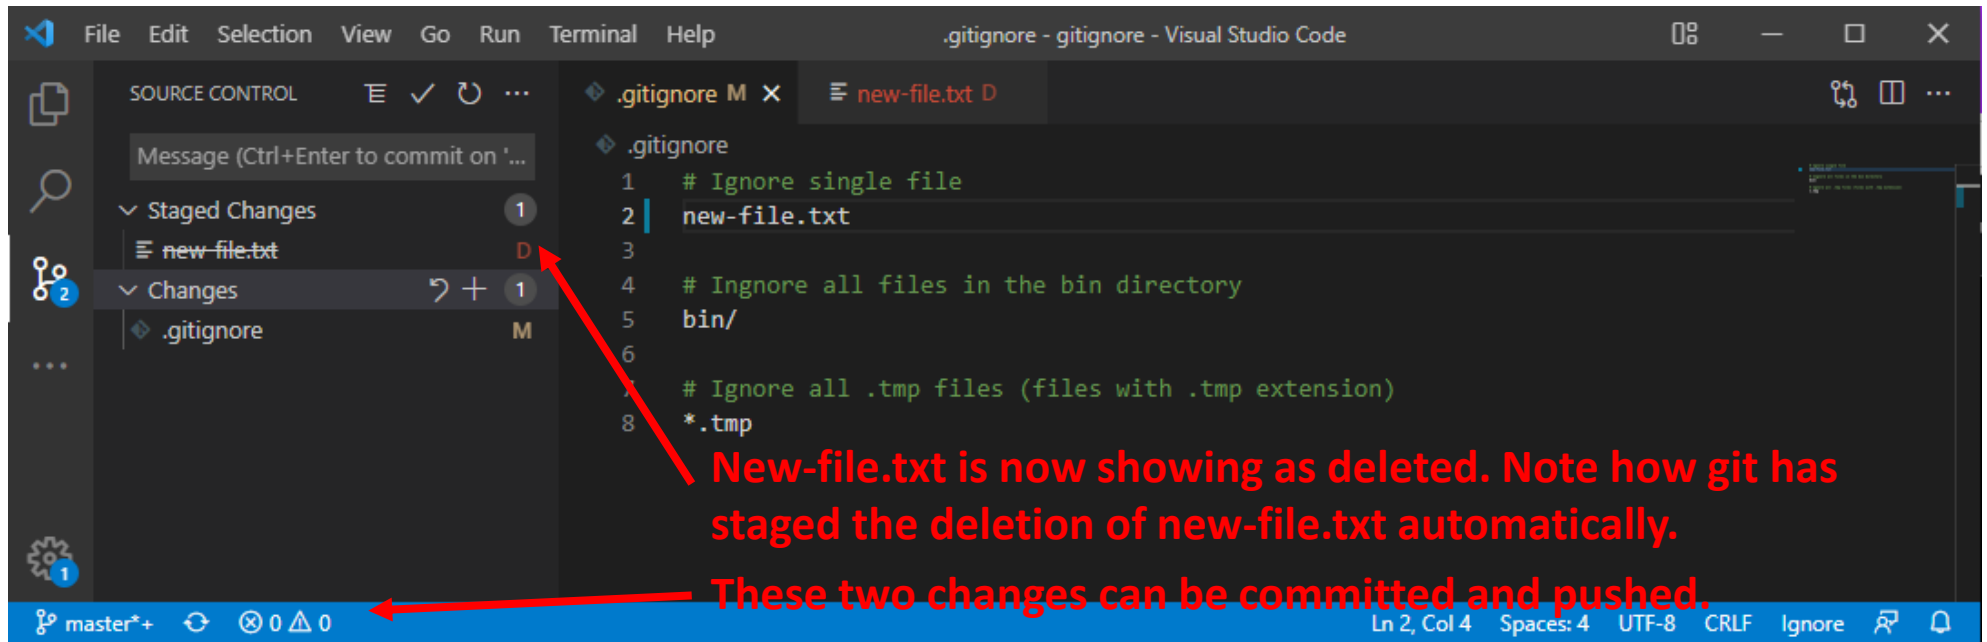 File Edit Selection View Go Run Terminal Help .gitignore - gitignore - Visual Studio Code
SOURCE CONTROL
.gitignore M
new-file.txt D
Message (Ctrl+Enter to commit on '...
.gitignore
Staged Changes 1
new-file.txt D
Changes 1
.gitignore M
2
1
1 # Ignore single file
2 new-file.txt
3
4 # Ingnore all files in the bin directory
5 bin/
6
7 # Ignore all .tmp files (files with .tmp extension)
8 *.tmp
New-file.txt is now showing as deleted. Note how git has
staged the deletion of new-file.txt automatically.
These two changes can be committed and pushed.
master*+ 0 0 Ln 2, Col 4 Spaces: 4 UTF-8 CRLF Ignore